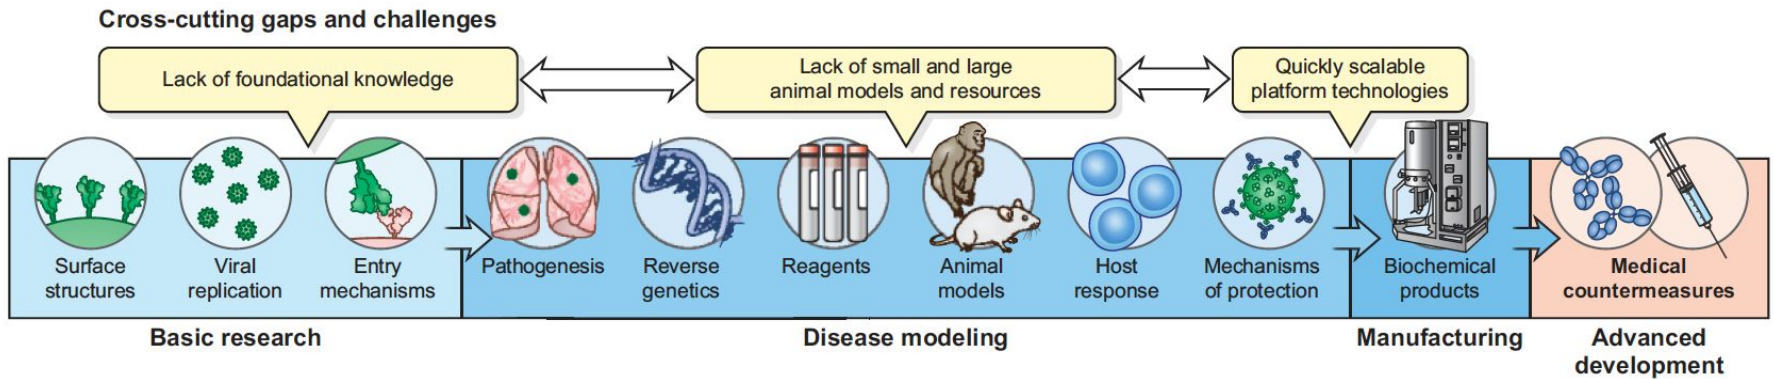 Cross-cutting gaps and challenges
Lack of foundational knowledge
Lack of small and large
animal models and resources
Quickly scalable
platform technologies
Surface
structures
Viral
replication
Entry
mechanisms
Pathogenesis
Reverse
genetics
Reagents
Animal
models
Host
response
Mechanisms
of protection
Biochemical
products
Medical
countermeasures
Basic research
Disease modeling
Manufacturing
Advanced
development